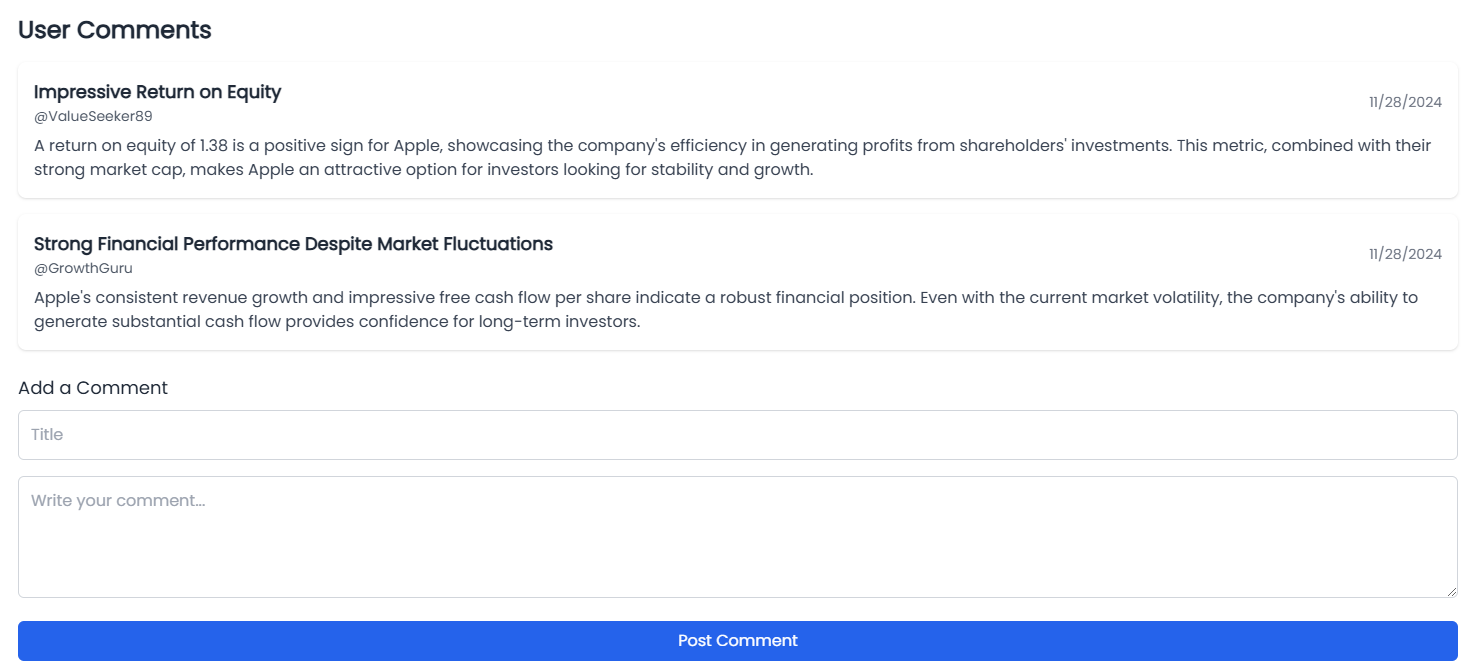 User Comments
Impressive Return on Equity
11/28/2024
@ValueSeeker89
A return on equity of 1.38 is a positive sign for Apple, showcasing the company's efficiency in generating profits from shareholders' investments. This metric, combined with their
strong market cap, makes Apple an attractive option for investors looking for stability and growth.
Strong Financial Performance Despite Market Fluctuations
11/28/2024
@GrowthGuru
Apple's consistent revenue growth and impressive free cash flow per share indicate a robust financial position. Even with the current market volatility, the company's ability to
generate substantial cash flow provides confidence for long-term investors.
Add a Comment
Title
Write your comment...
Post Comment